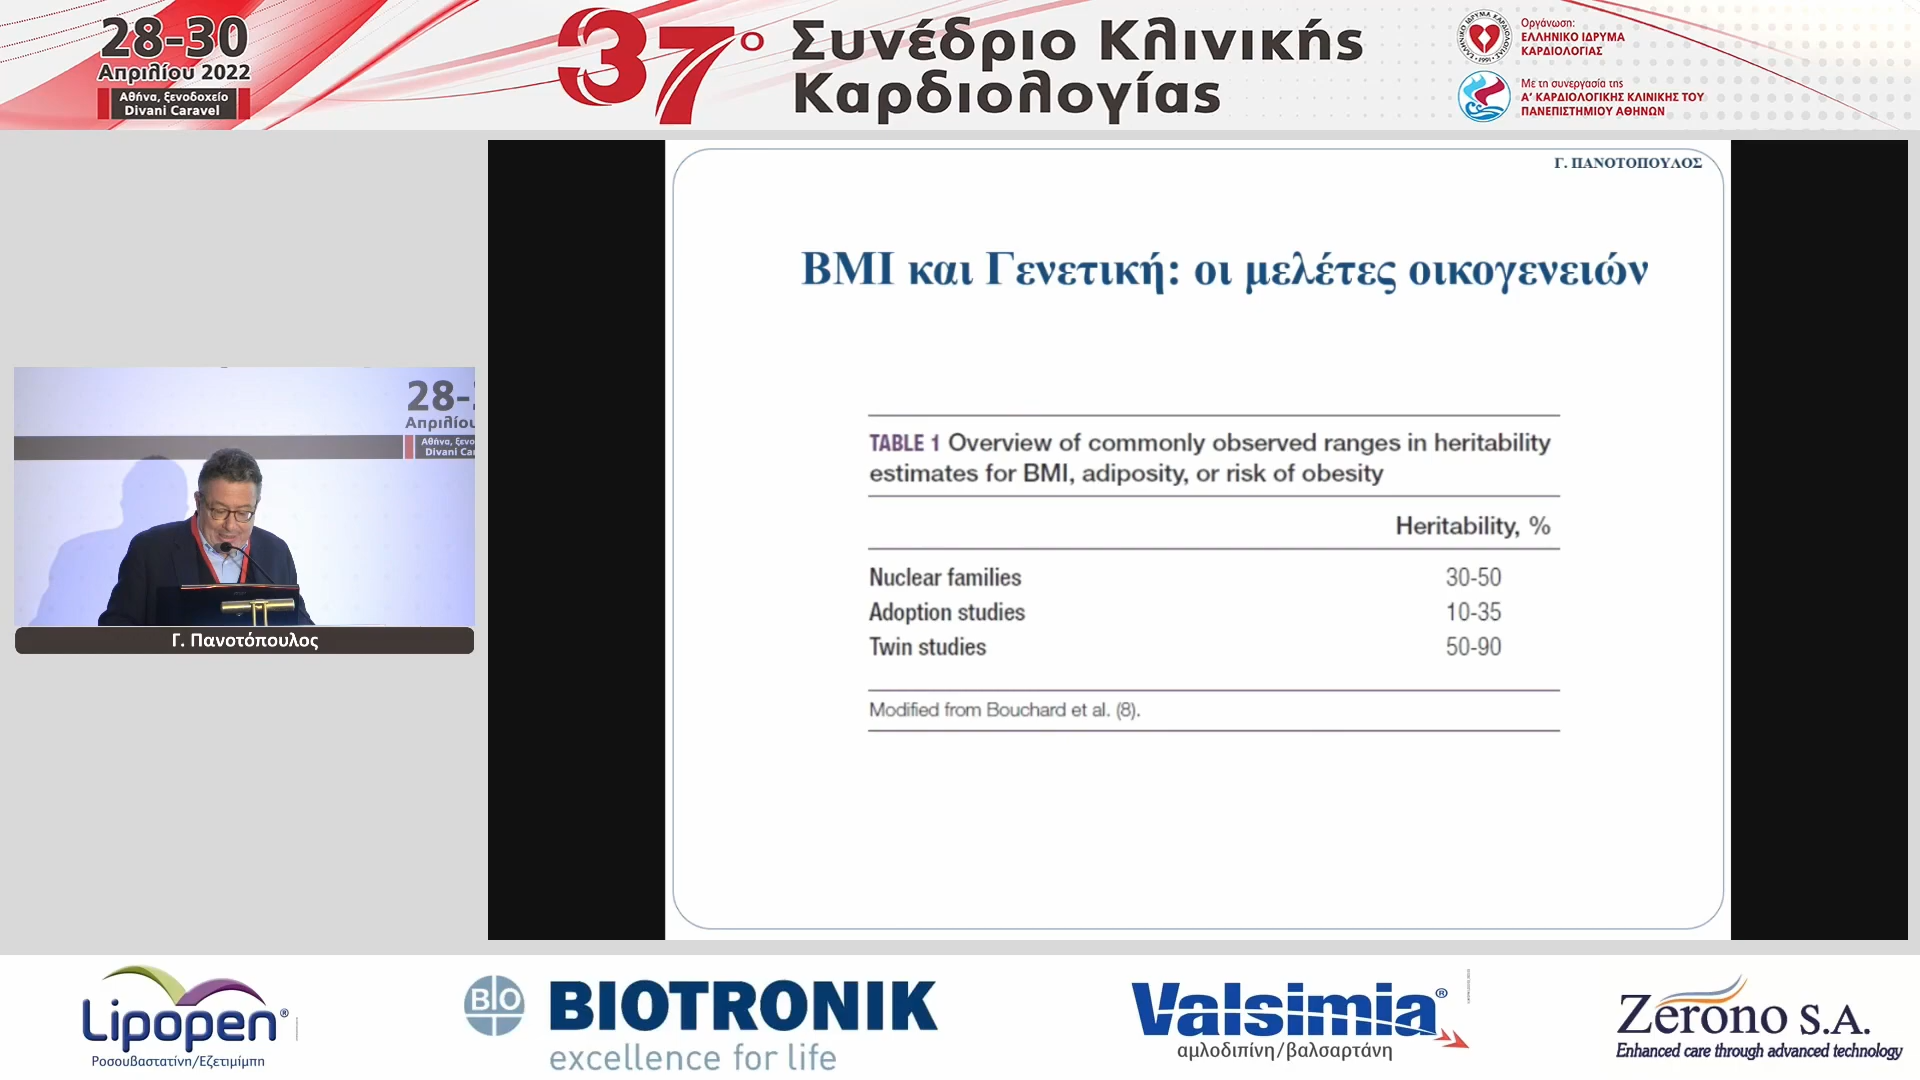 28-30
Απριλίου 2022
Αθήνα, ξενοδοχείο
Divani Caravel
37ο Συνέδριο Κλινικής
Καρδιολογίας
Οργάνωση:
ΕΛΛΗΝΙΚΟ ΙΔΡΥΜΑ
ΚΑΡΔΙΟΛΟΓΙΑΣ
Με τη συνεργασία της
Α' ΚΑΡΔΙΟΛΟΓΙΚΗΣ ΚΛΙΝΙΚΗΣ ΤΟΥ
ΠΑΝΕΠΙΣΤΗΜΙΟΥ ΑΘΗΝΩΝ
Γ. ΠΑΝΟΤΟΠΟΥΛΟΣ
BMI και Γενετική: οι μελέτες οικογενειών
TABLE 1 Overview of commonly observed ranges in heritability
estimates for BMI, adiposity, or risk of obesity
Heritability, %
Nuclear families 30-50
Adoption studies 10-35
Twin studies 50-90
Modified from Bouchard et al. (8).
28-
Απριλίου
Αθήνα, ξενο
Divani Ca
Γ. Πανοτόπουλος
Lipopen®
Ροσουβαστατίνη/Εζετιμίμπη
BIO
BIOTRONIK
excellence for life
Valsimia®
αμλοδιπίνη/βαλσαρτάνη
Zerono S.A.
Enhanced care through advanced technology